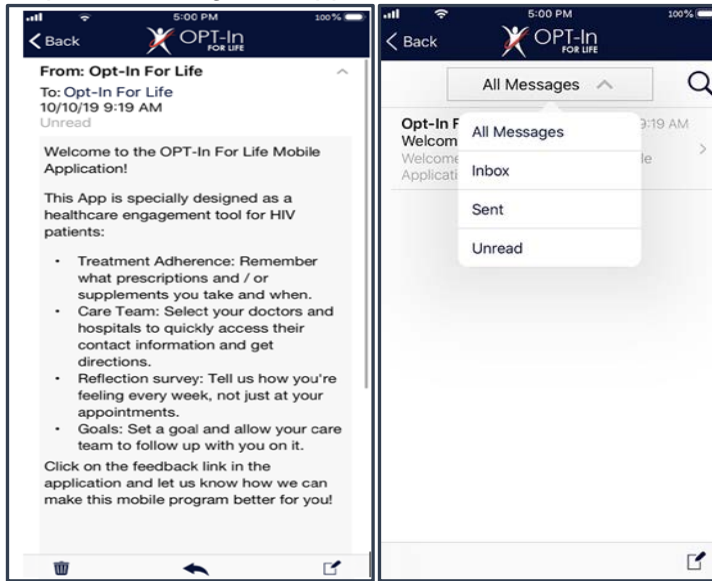 5:00 PM
100%
Back
OPT-In
FOR LIFE
From: Opt-In For Life
To: Opt-In For Life
10/10/19 9:19 AM
Unread
Welcome to the OPT-In For Life Mobile
Application!
This App is specially designed as a
healthcare engagement tool for HIV
patients:
• Treatment Adherence: Remember
what prescriptions and / or
supplements you take and when.
• Care Team: Select your doctors and
hospitals to quickly access their
contact information and get
directions.
• Reflection survey: Tell us how you're
feeling every week, not just at your
appointments.
• Goals: Set a goal and allow your care
team to follow up with you on it.
Click on the feedback link in the
application and let us know how we can
make this mobile program better for you!
5:00 PM
100%
Back
OPT-In
FOR LIFE
All Messages
Opt-In F 9:19 AM
Welcom
Welcome le
Applicati
All Messages
Inbox
Sent
Unread